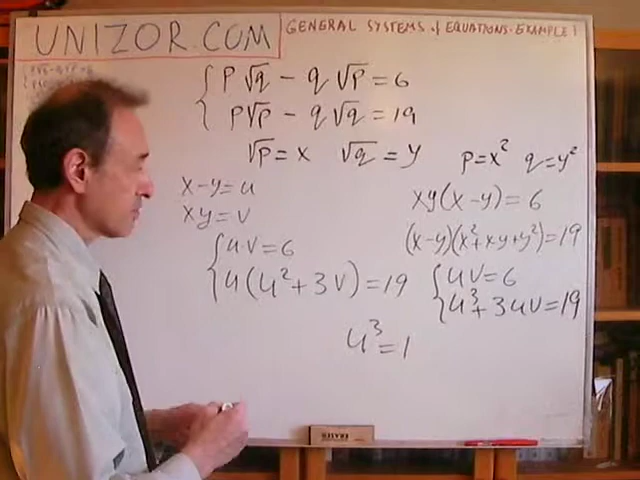 UNIZOR.COM
GENERAL SYSTEMS of EQUATIONS-EXAMPLE 1
p√q − q√p = 6
p√p − q√q = 19
√p = x √q = y p=x² q=y²
x−y=u
xy=v
xy(x−y)=6
(x−y)(x²+xy+y²)=19
uv=6
u(u²+3v)=19
uv=6
u³+3uv=19
u³=1